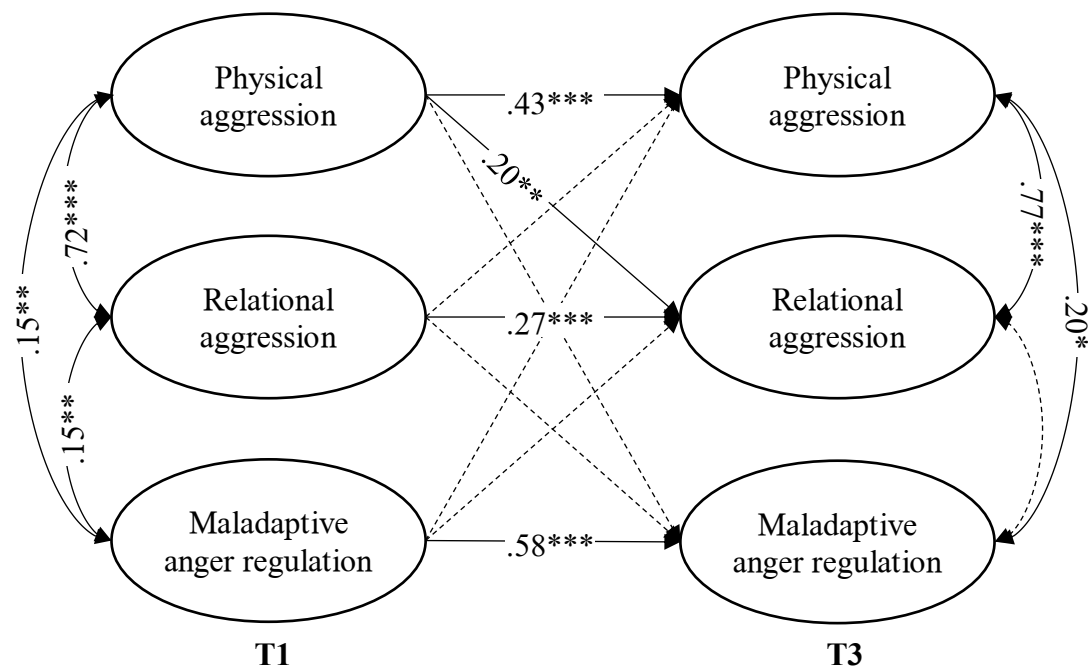 Physical
aggression
Physical
aggression
.43***
.20**
.72***
.77***
.15**
Relational
aggression
.27***
Relational
aggression
.20*
.15**
Maladaptive
anger regulation
.58***
Maladaptive
anger regulation
T1
T3